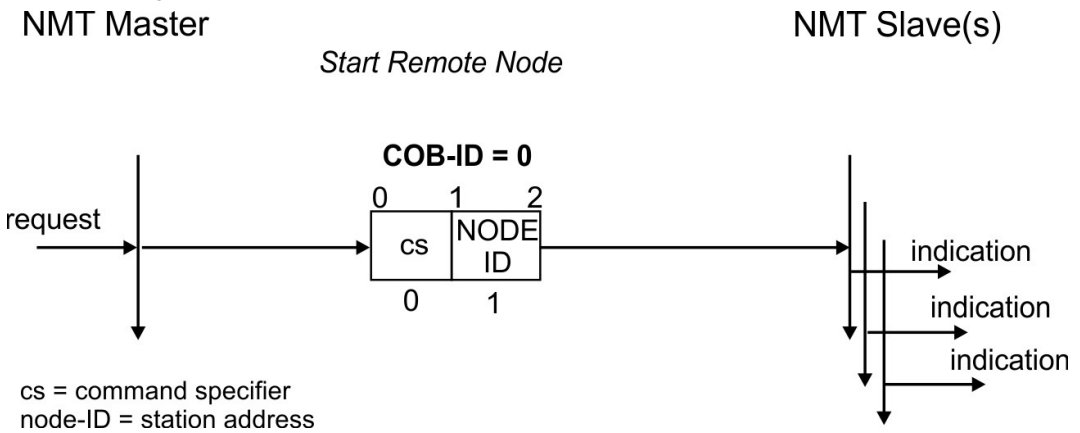 NMT Master
NMT Slave(s)
Start Remote Node
COB-ID = 0
0 1 2
request
cs
NODE
ID
0 1
indication
indication
indication
cs = command specifier
node-ID = station address